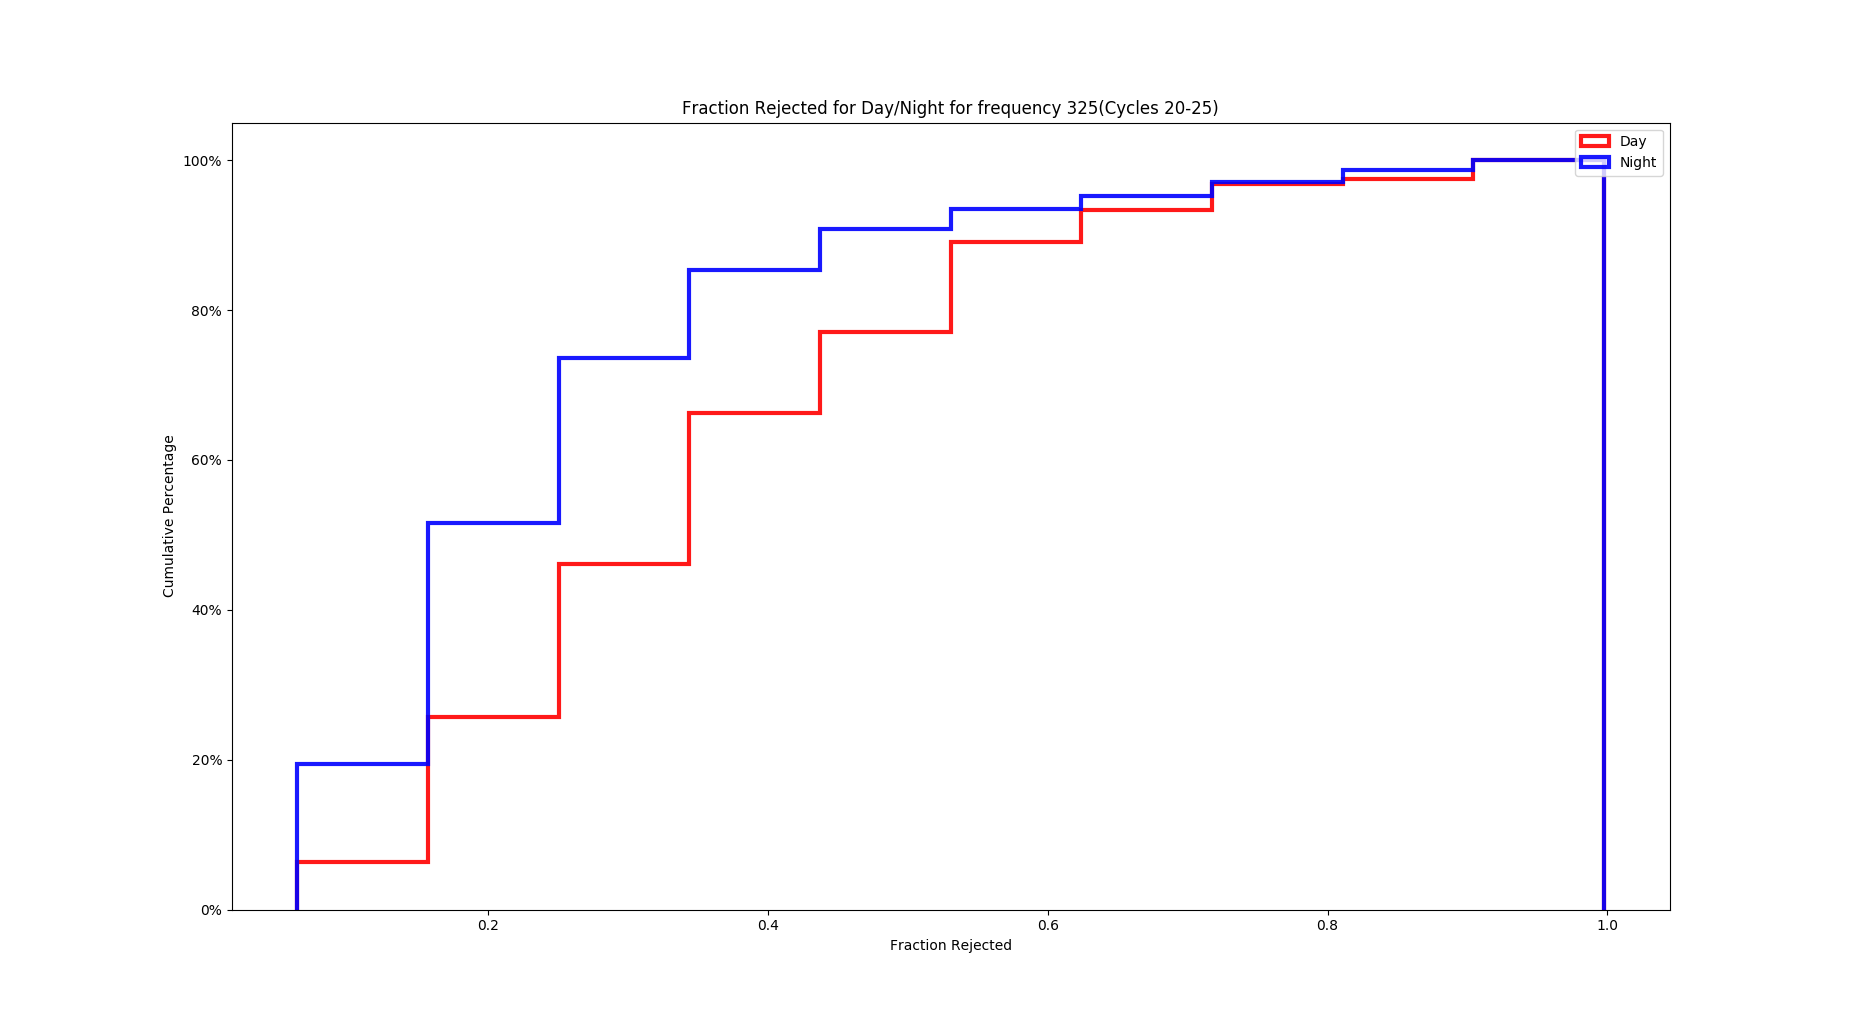 Fraction Rejected for Day/Night for frequency 325(Cycles 20-25)
Day
Night
100%
80%
60%
40%
20%
0%
Cumulative Percentage
0.2
0.4
0.6
0.8
1.0
Fraction Rejected